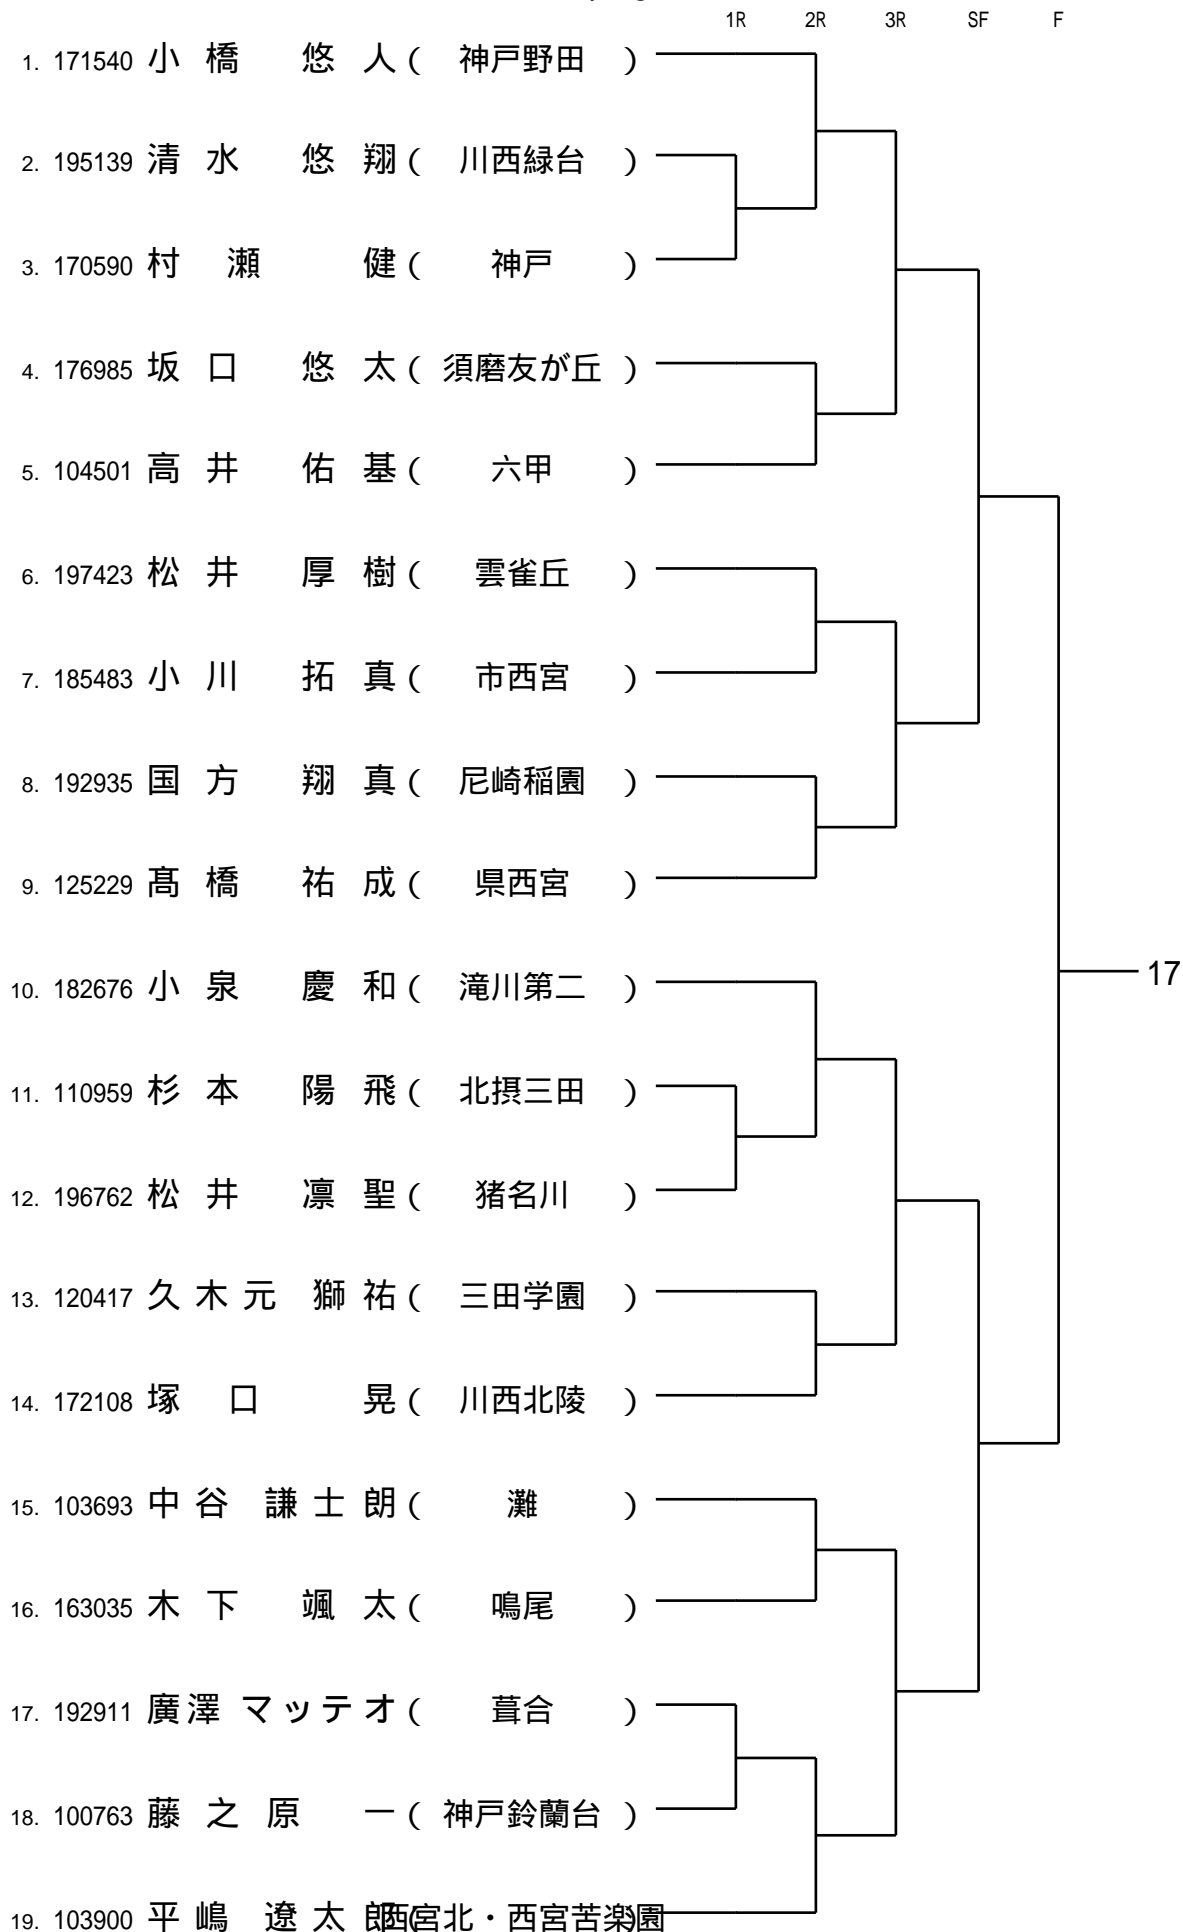 1R 2R 3R SF F
1. 171540 小橋 悠人 ( 神戸野田 )
2. 195139 清水 悠翔 ( 川西緑台 )
3. 170590 村瀬 健 ( 神戸 )
4. 176985 坂口 悠太 ( 須磨友が丘 )
5. 104501 高井 佑基 ( 六甲 )
6. 197423 松井 厚樹 ( 雲雀丘 )
7. 185483 小川 拓真 ( 市西宮 )
8. 192935 国方 翔真 ( 尼崎稲園 )
9. 125229 髙橋 祐成 ( 県西宮 )
17
10. 182676 小泉 慶和 ( 滝川第二 )
11. 110959 杉本 陽飛 ( 北摂三田 )
12. 196762 松井 凛聖 ( 猪名川 )
13. 120417 久木元 獅祐 ( 三田学園 )
14. 172108 塚口 晃 ( 川西北陵 )
15. 103693 中谷 謙士朗 ( 灘 )
16. 163035 木下 颯太 ( 鳴尾 )
17. 192911 廣澤 マッテオ ( 葺合 )
18. 100763 藤之原 一 ( 神戸鈴蘭台 )
19. 103900 平嶋 遼太郎 ( 西宮北・西宮苦楽園 )